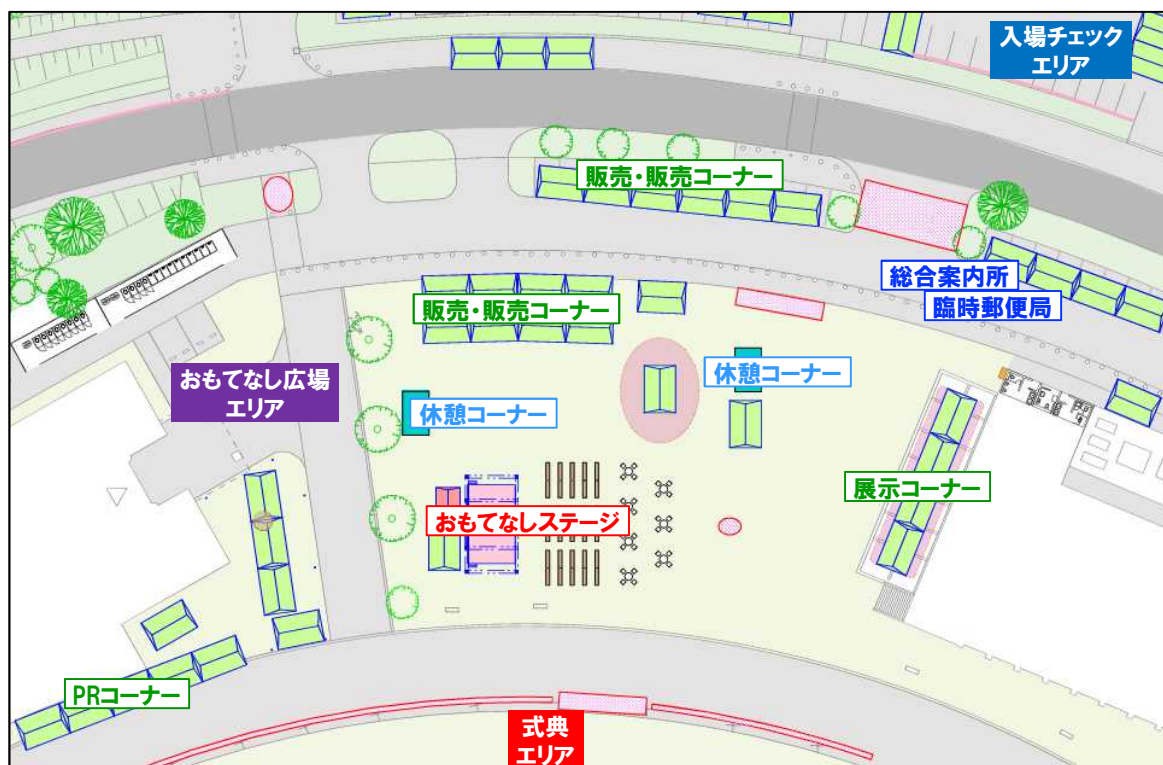 入場チェック
エリア
販売・販売コーナー
総合案内所
臨時郵便局
販売・販売コーナー
おもてなし広場
エリア
休憩コーナー
休憩コーナー
展示コーナー
おもてなしステージ
PRコーナー
式典
エリア